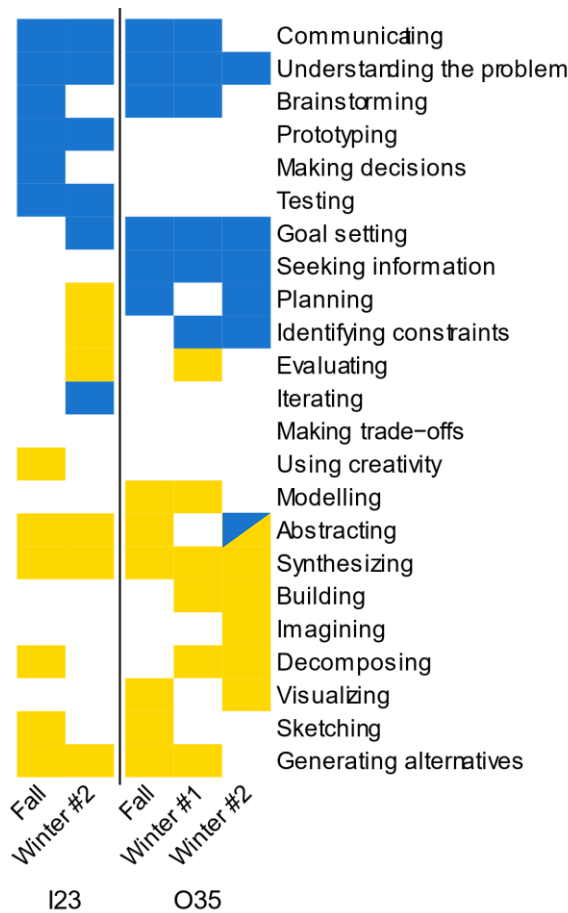 Communicating
Understanding the problem
Brainstorming
Prototyping
Making decisions
Testing
Goal setting
Seeking information
Planning
Identifying constraints
Evaluating
Iterating
Making trade−offs
Using creativity
Modelling
Abstracting
Synthesizing
Building
Imagining
Decomposing
Visualizing
Sketching
Generating alternatives
Fall
Winter #2
Fall
Winter #1
Winter #2
I23
O35